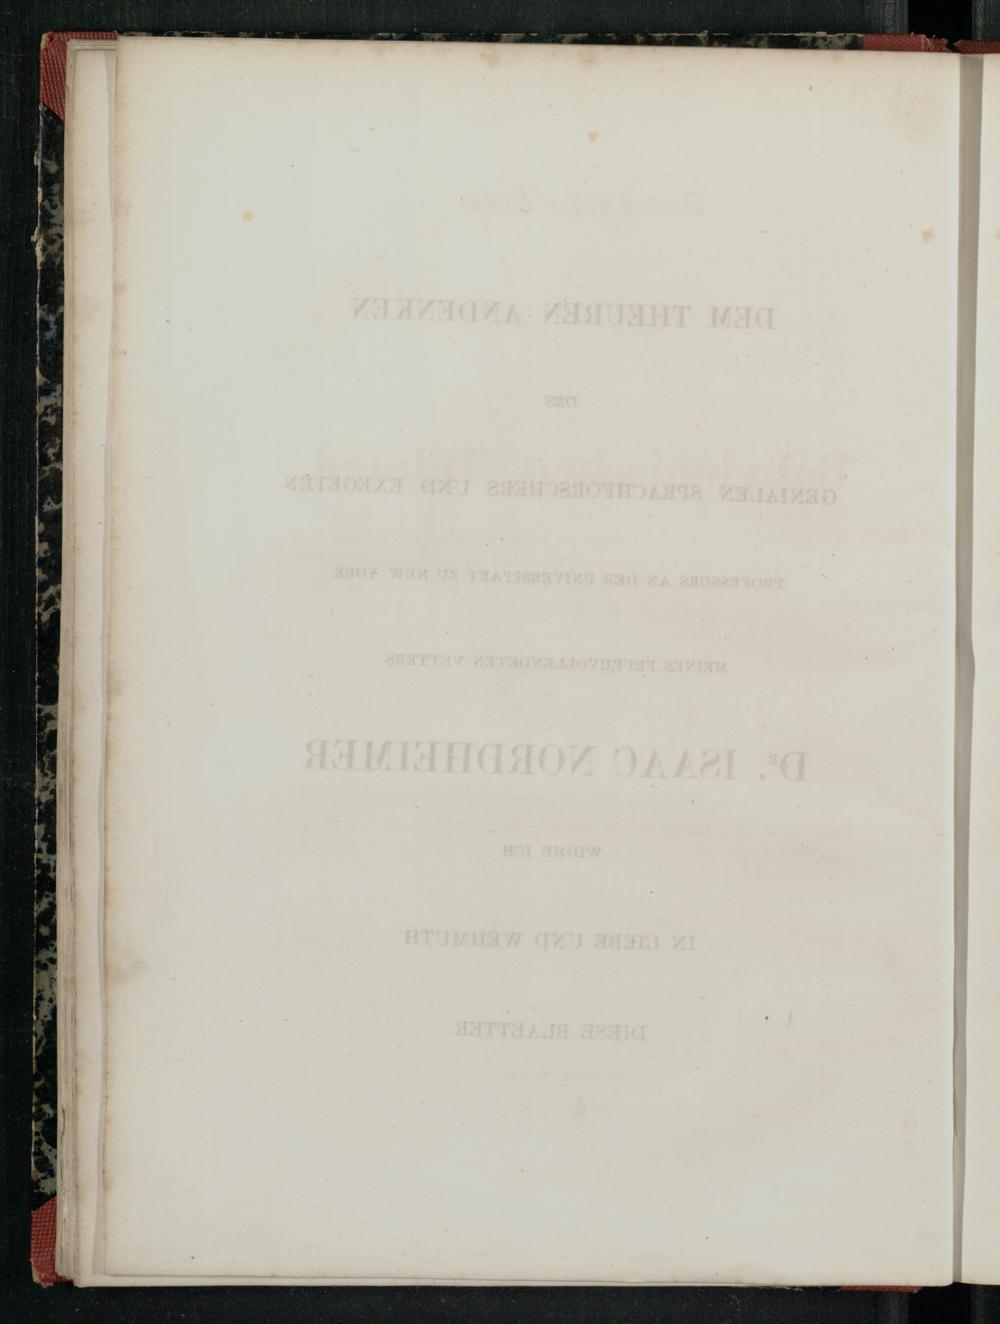 DEM THEUREN ANDENKEN
DES
GENIALEN SPRACHFORSCHERS UND EXEGETEN
PROFESSORS AN DER UNIVERSITAET ZU NEW-YORK
MEINES FRUEHVOLLENDETEN VETTERS
DR. ISAAC NORDHEIMER
WIDME ICH
IN LIEBE UND WEHMUTH
DIESE BLAETTER.